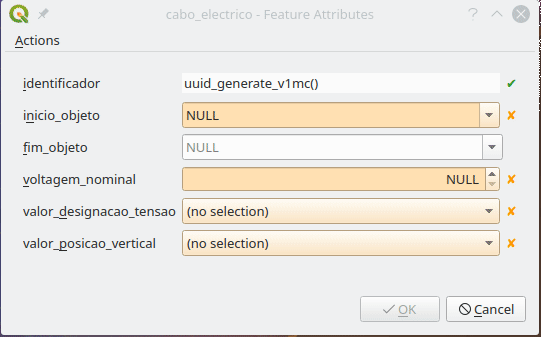 cabo_electrico - Feature Attributes
Actions
identificador uuid_generate_v1mc()
inicio_objeto NULL
fim_objeto NULL
voltagem_nominal NULL
valor_designacao_tensao (no selection)
valor_posicao_vertical (no selection)
OK Cancel